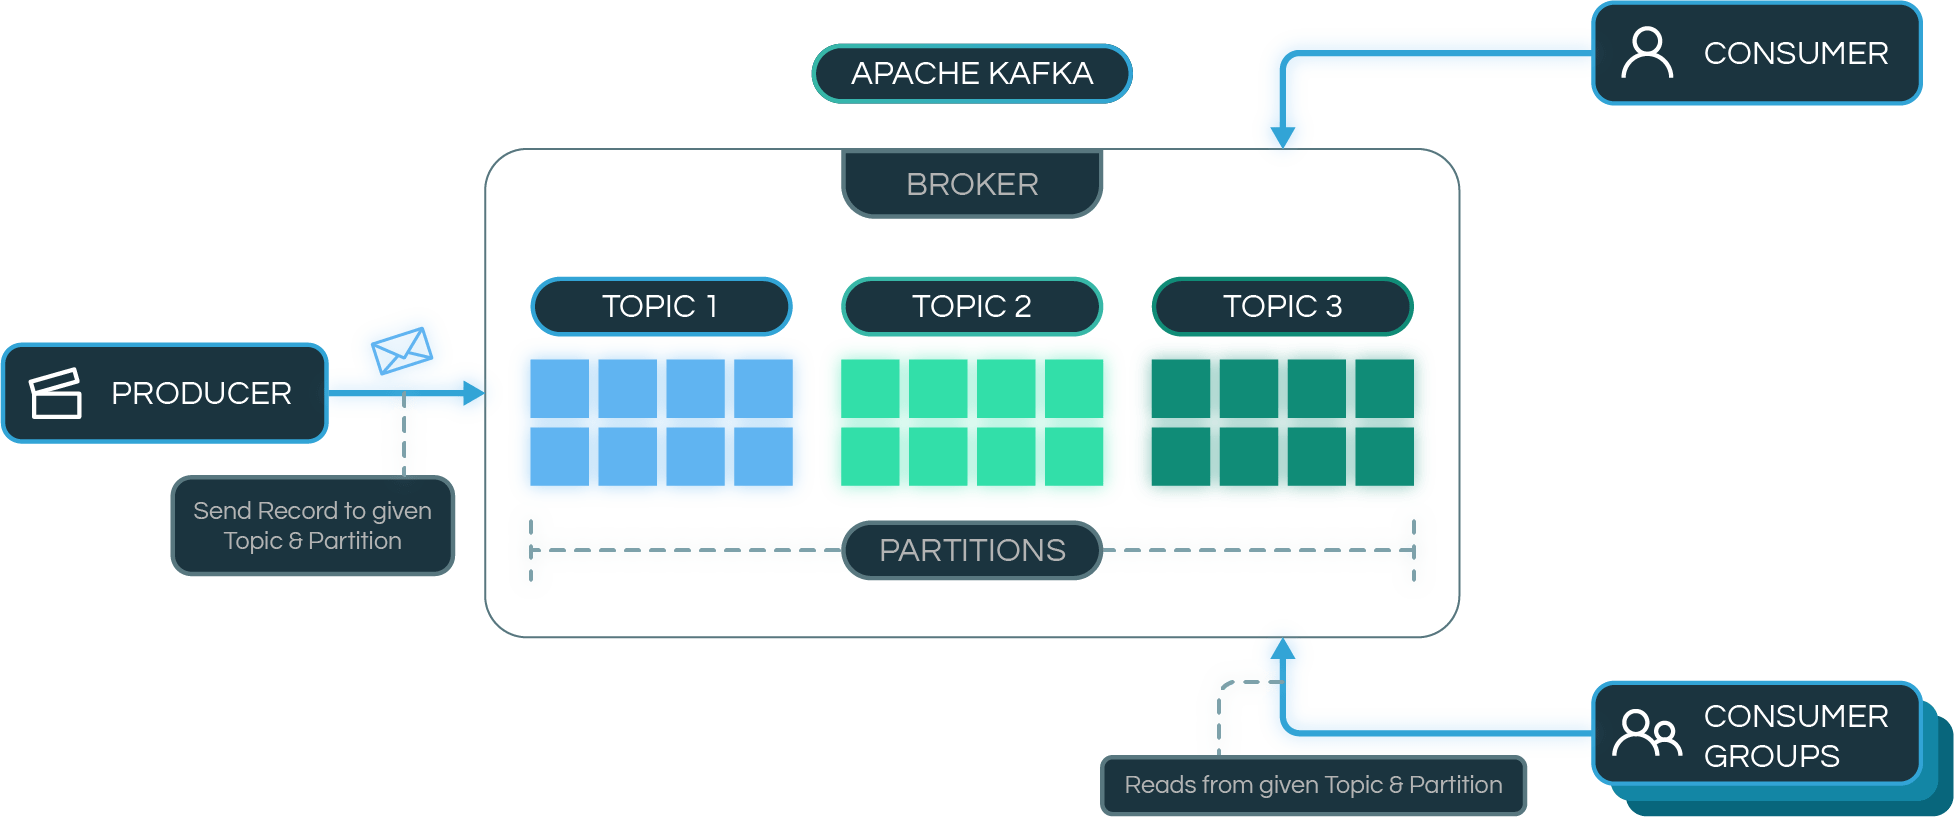 APACHE KAFKA
CONSUMER
BROKER
TOPIC 1
TOPIC 2
TOPIC 3
PRODUCER
Send Record to given
Topic & Partition
PARTITIONS
CONSUMER
GROUPS
Reads from given Topic & Partition